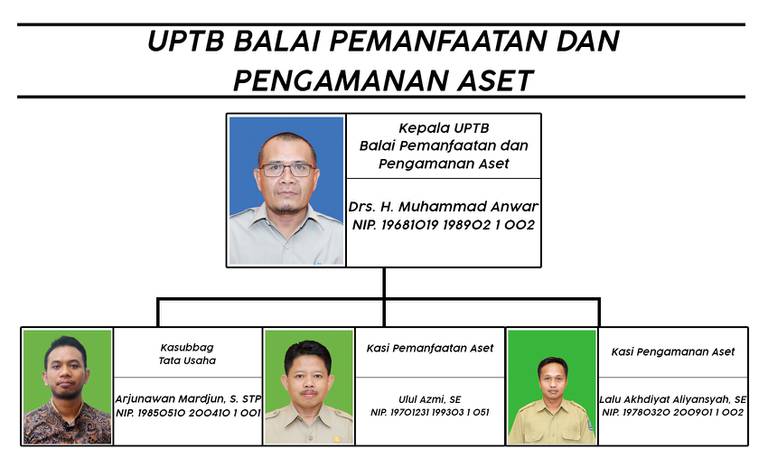 UPTB BALAI PEMANFAATAN DAN
PENGAMANAN ASET
Kepala UPTB
Balai Pemanfaatan dan
Pengamanan Aset
Drs. H. Muhammad Anwar
NIP. 19681019 198902 1 002
Kasubbag
Tata Usaha
Arjunawan Mardjun, S. STP
NIP. 19850510 200410 1 001
Kasi Pemanfaatan Aset
Ulul Azmi, SE
NIP. 19701231 199303 1 051
Kasi Pengamanan Aset
Lalu Akhdiyat Aliyansyah, SE
NIP. 19780320 200901 1 002